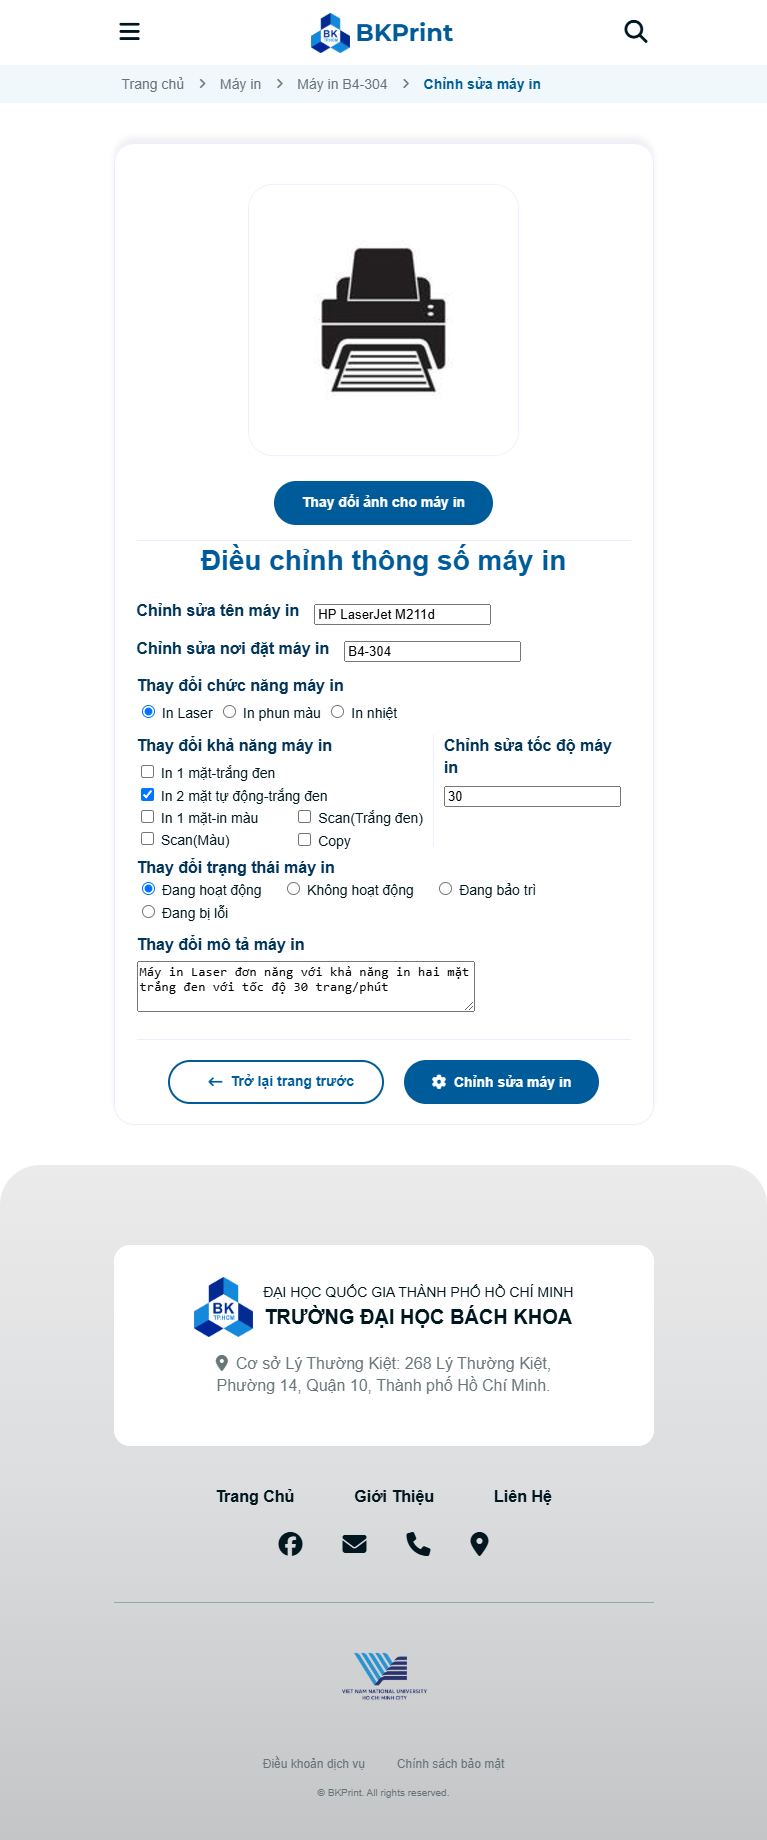 BK
TP.HCM
BKPrint
Trang chủ > Máy in > Máy in B4-304 > Chỉnh sửa máy in
Thay đổi ảnh cho máy in
Điều chỉnh thông số máy in
Chỉnh sửa tên máy in HP LaserJet M211d
Chỉnh sửa nơi đặt máy in B4-304
Thay đổi chức năng máy in
In Laser In phun màu In nhiệt
Thay đổi khả năng máy in
In 1 mặt-trắng đen
In 2 mặt tự động-trắng đen
In 1 mặt-in màu Scan(Trắng đen)
Scan(Màu) Copy
Chỉnh sửa tốc độ máy
in
30
Thay đổi trạng thái máy in
Đang hoạt động Không hoạt động Đang bảo trì
Đang bị lỗi
Thay đổi mô tả máy in
Máy in Laser đơn năng với khả năng in hai mặt
trắng đen với tốc độ 30 trang/phút
Trở lại trang trước Chỉnh sửa máy in
BK
TP.HCM
ĐẠI HỌC QUỐC GIA THÀNH PHỐ HỒ CHÍ MINH
TRƯỜNG ĐẠI HỌC BÁCH KHOA
Cơ sở Lý Thường Kiệt: 268 Lý Thường Kiệt,
Phường 14, Quận 10, Thành phố Hồ Chí Minh.
Trang Chủ Giới Thiệu Liên Hệ
VIET NAM NATIONAL UNIVERSITY
HO CHI MINH CITY
Điều khoản dịch vụ Chính sách bảo mật
© BKPrint. All rights reserved.